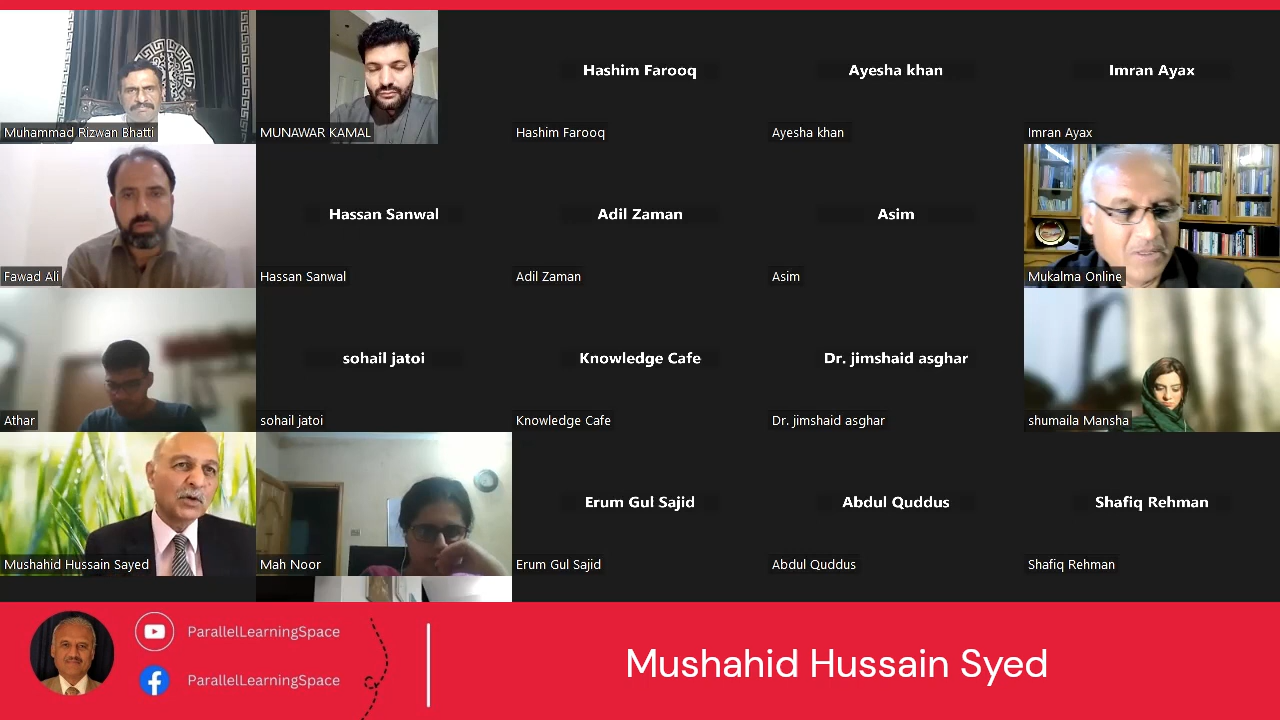 Hashim Farooq
Ayesha khan
Imran Ayax
Muhammad Rizwan Bhatti
MUNAWAR KAMAL
Hashim Farooq
Ayesha khan
Imran Ayax
Hassan Sanwal
Adil Zaman
Asim
Fawad Ali
Hassan Sanwal
Adil Zaman
Asim
Mukalma Online
sohail jatoi
Knowledge Cafe
Dr. jimshaid asghar
Athar
sohail jatoi
Knowledge Cafe
Dr. jimshaid asghar
shumaila Mansha
Erum Gul Sajid
Abdul Quddus
Shafiq Rehman
Mushahid Hussain Sayed
Mah Noor
Erum Gul Sajid
Abdul Quddus
Shafiq Rehman
ParallelLearningSpace
ParallelLearningSpace
Mushahid Hussain Syed